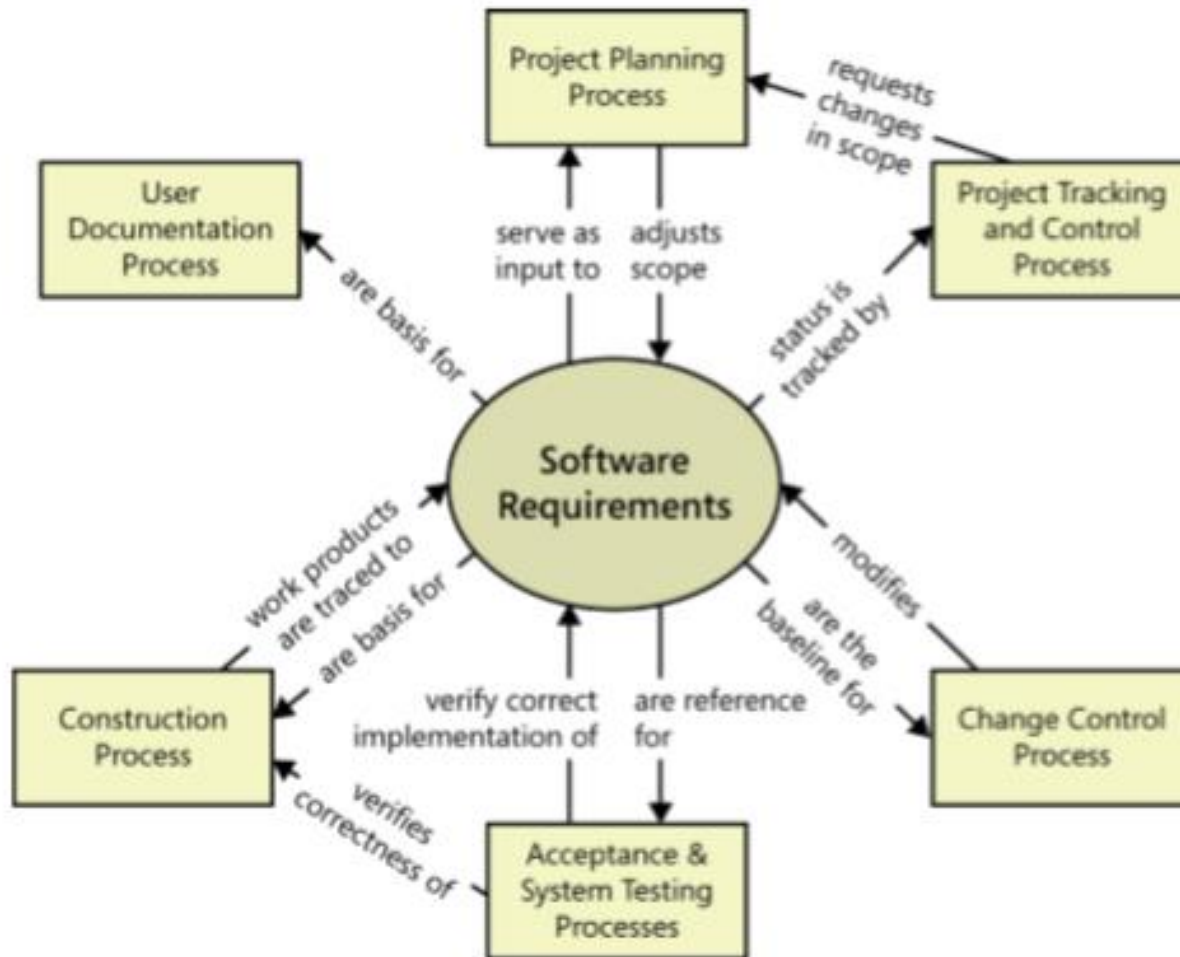 Project Planning
Process
requests
changes
in scope
User
Documentation
Process
Project Tracking
and Control
Process
serve as
input to
adjusts
scope
are basis for
status is
tracked by
Software
Requirements
work products
are traced to
are basis for
modifies
are the
baseline for
verify correct
implementation of
are reference
for
Construction
Process
Change Control
Process
verifies
correctness of
Acceptance &
System Testing
Processes